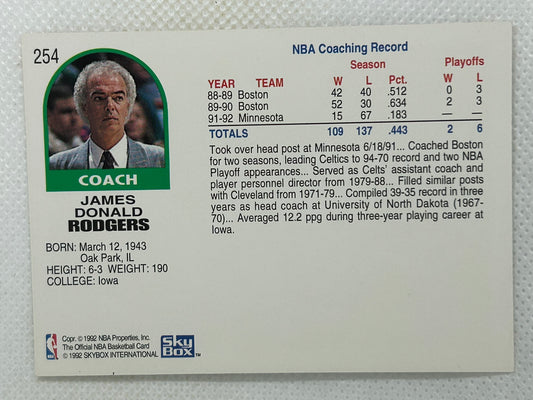 254
COACH
JAMES
DONALD
RODGERS
BORN: March 12, 1943
Oak Park, IL
HEIGHT: 6-3 WEIGHT: 190
COLLEGE: Iowa
NBA Coaching Record
Season Playoffs
YEAR TEAM W L Pct. W L
88-89 Boston 42 40 .512 0 3
89-90 Boston 52 30 .634 2 3
91-92 Minnesota 15 67 .183 — —
TOTALS 109 137 .443 2 6
Took over head post at Minnesota 6/18/91... Coached Boston
for two seasons, leading Celtics to 94-70 record and two NBA
Playoff appearances... Served as Celts' assistant coach and
player personnel director from 1979-88... Filled similar posts
with Cleveland from 1971-79... Compiled 39-35 record in three
years as head coach at University of North Dakota (1967-
70)... Averaged 12.2 ppg during three-year playing career at
Iowa.
Copr. © 1992 NBA Properties, Inc.
The Official NBA Basketball Card
© 1992 SKYBOX INTERNATIONAL
SkyBox™